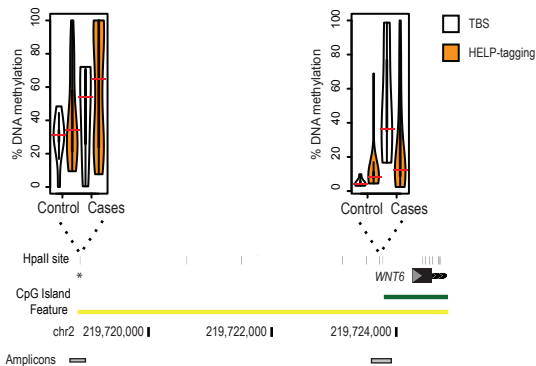 % DNA methylation
100
80
60
40
20
0
Control Cases
% DNA methylation
100
80
60
40
20
0
Control Cases
TBS
HELP-tagging
HpaII site
*
WNT6
CpG Island
Feature
chr2 219,720,000 219,722,000 219,724,000
Amplicons